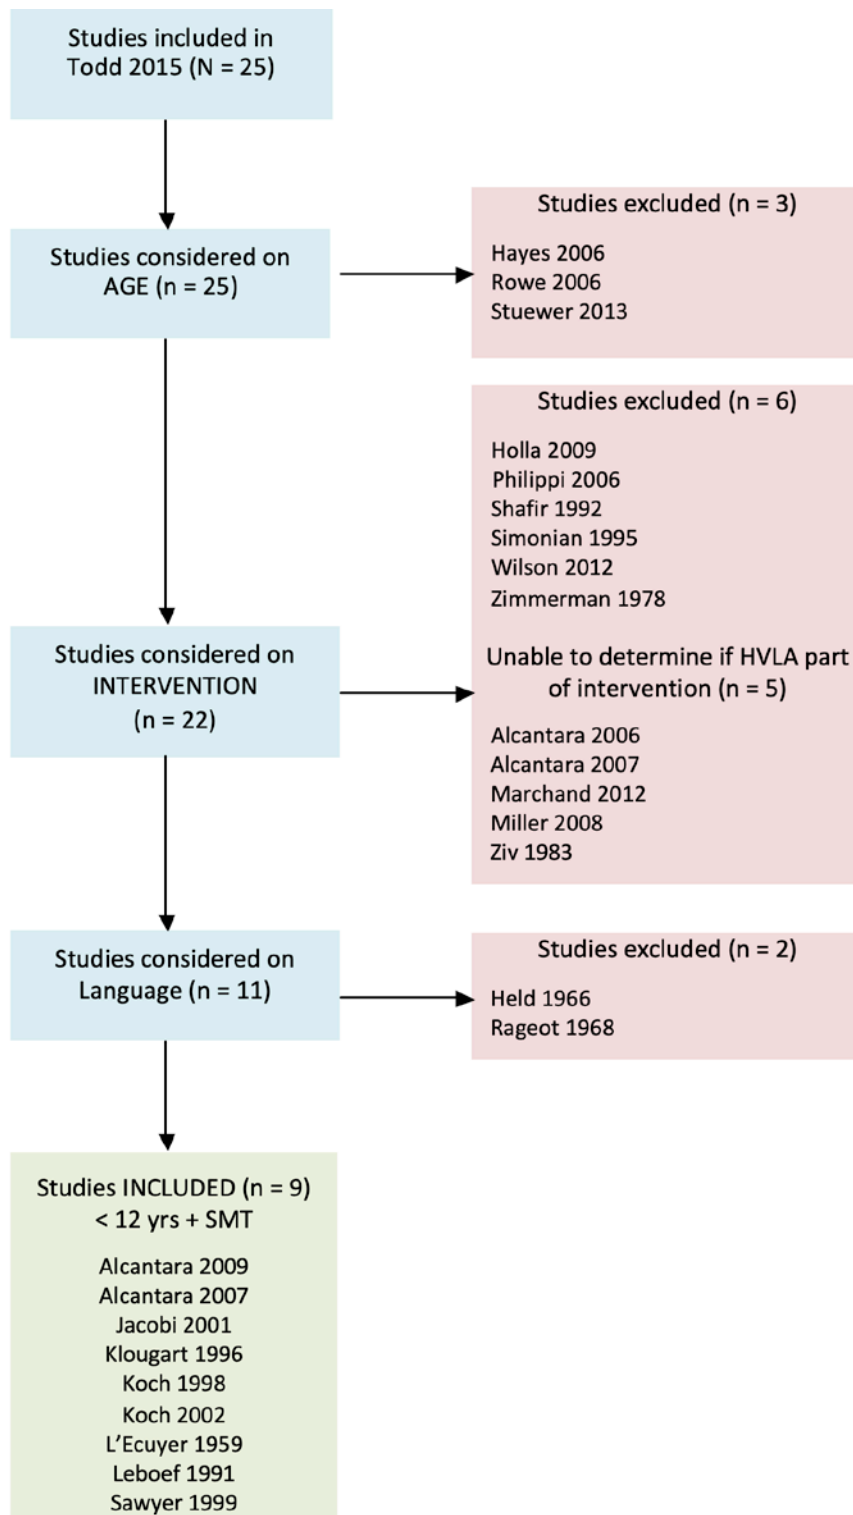 Studies included in
Todd 2015 (N = 25)
Studies considered on
AGE (n = 25)
Studies excluded (n = 3)
Hayes 2006
Rowe 2006
Stuewer 2013
Studies considered on
INTERVENTION
(n = 22)
Studies excluded (n = 6)
Holla 2009
Philippi 2006
Shafir 1992
Simonian 1995
Wilson 2012
Zimmerman 1978
Unable to determine if HVLA part
of intervention (n = 5)
Alcantara 2006
Alcantara 2007
Marchand 2012
Miller 2008
Ziv 1983
Studies considered on
Language (n = 11)
Studies excluded (n = 2)
Held 1966
Rageot 1968
Studies INCLUDED (n = 9)
< 12 yrs + SMT
Alcantara 2009
Alcantara 2007
Jacobi 2001
Klougart 1996
Koch 1998
Koch 2002
L'Ecuyer 1959
Leboef 1991
Sawyer 1999